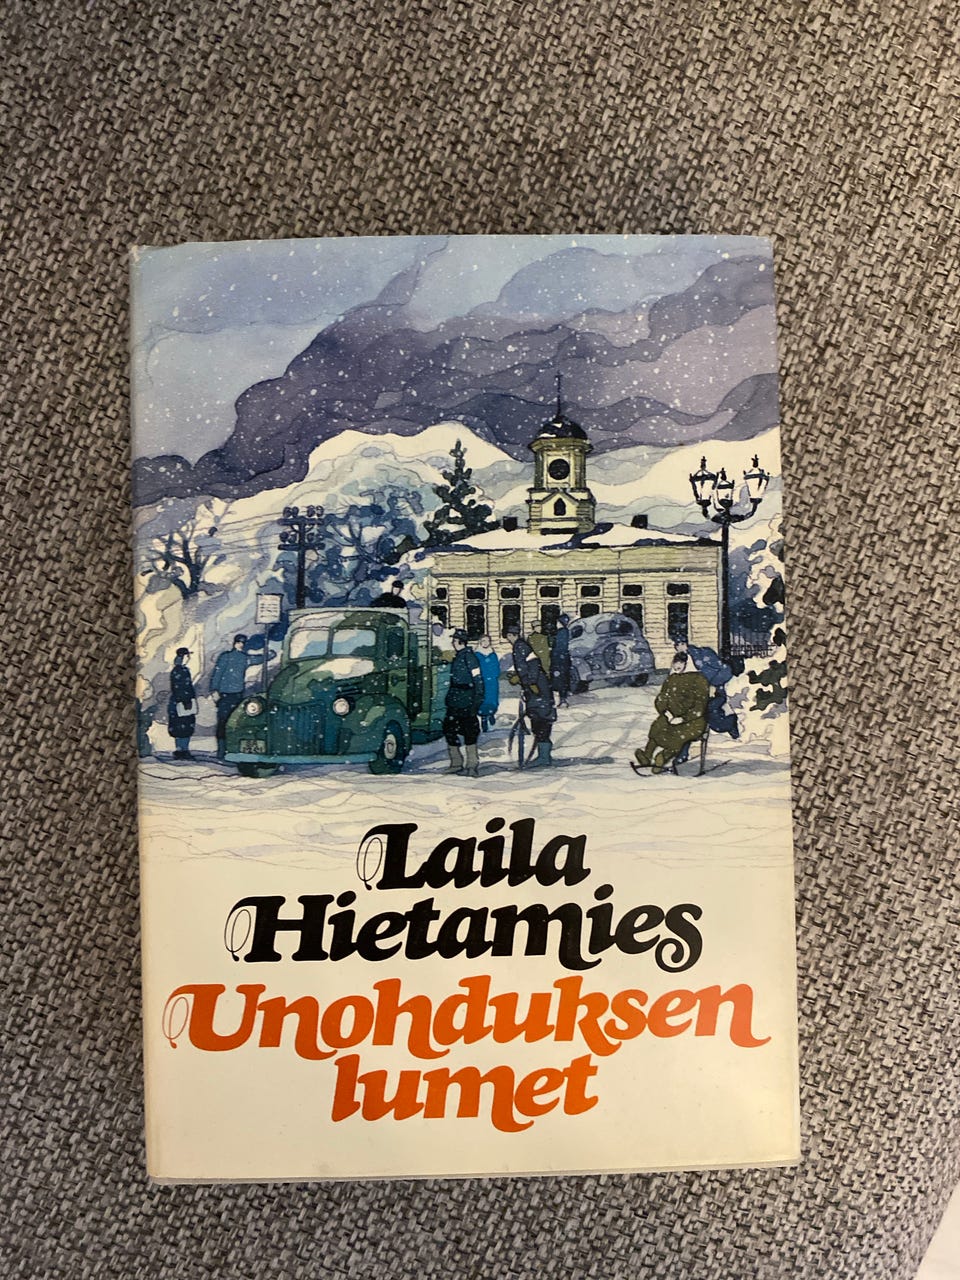 Laila
Hietamies
Unohduksen
lumet